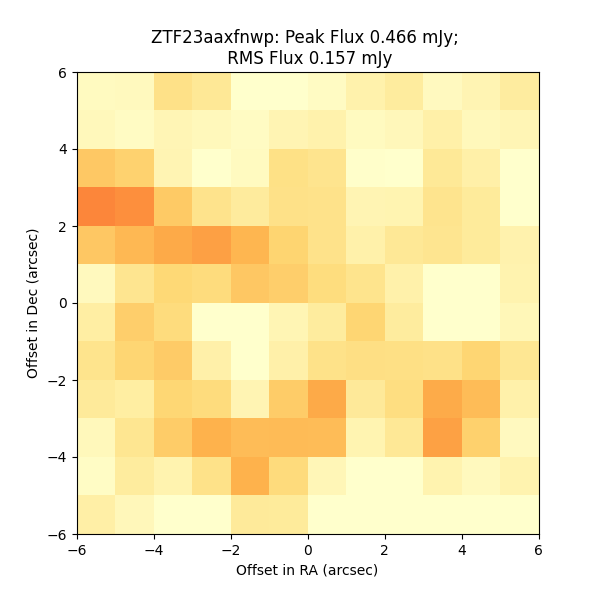 ZTF23aaxfnwp: Peak Flux 0.466 mJy;
RMS Flux 0.157 mJy
6
4
2
0
−2
−4
−6
Offset in Dec (arcsec)
−6 −4 −2 0 2 4 6
Offset in RA (arcsec)